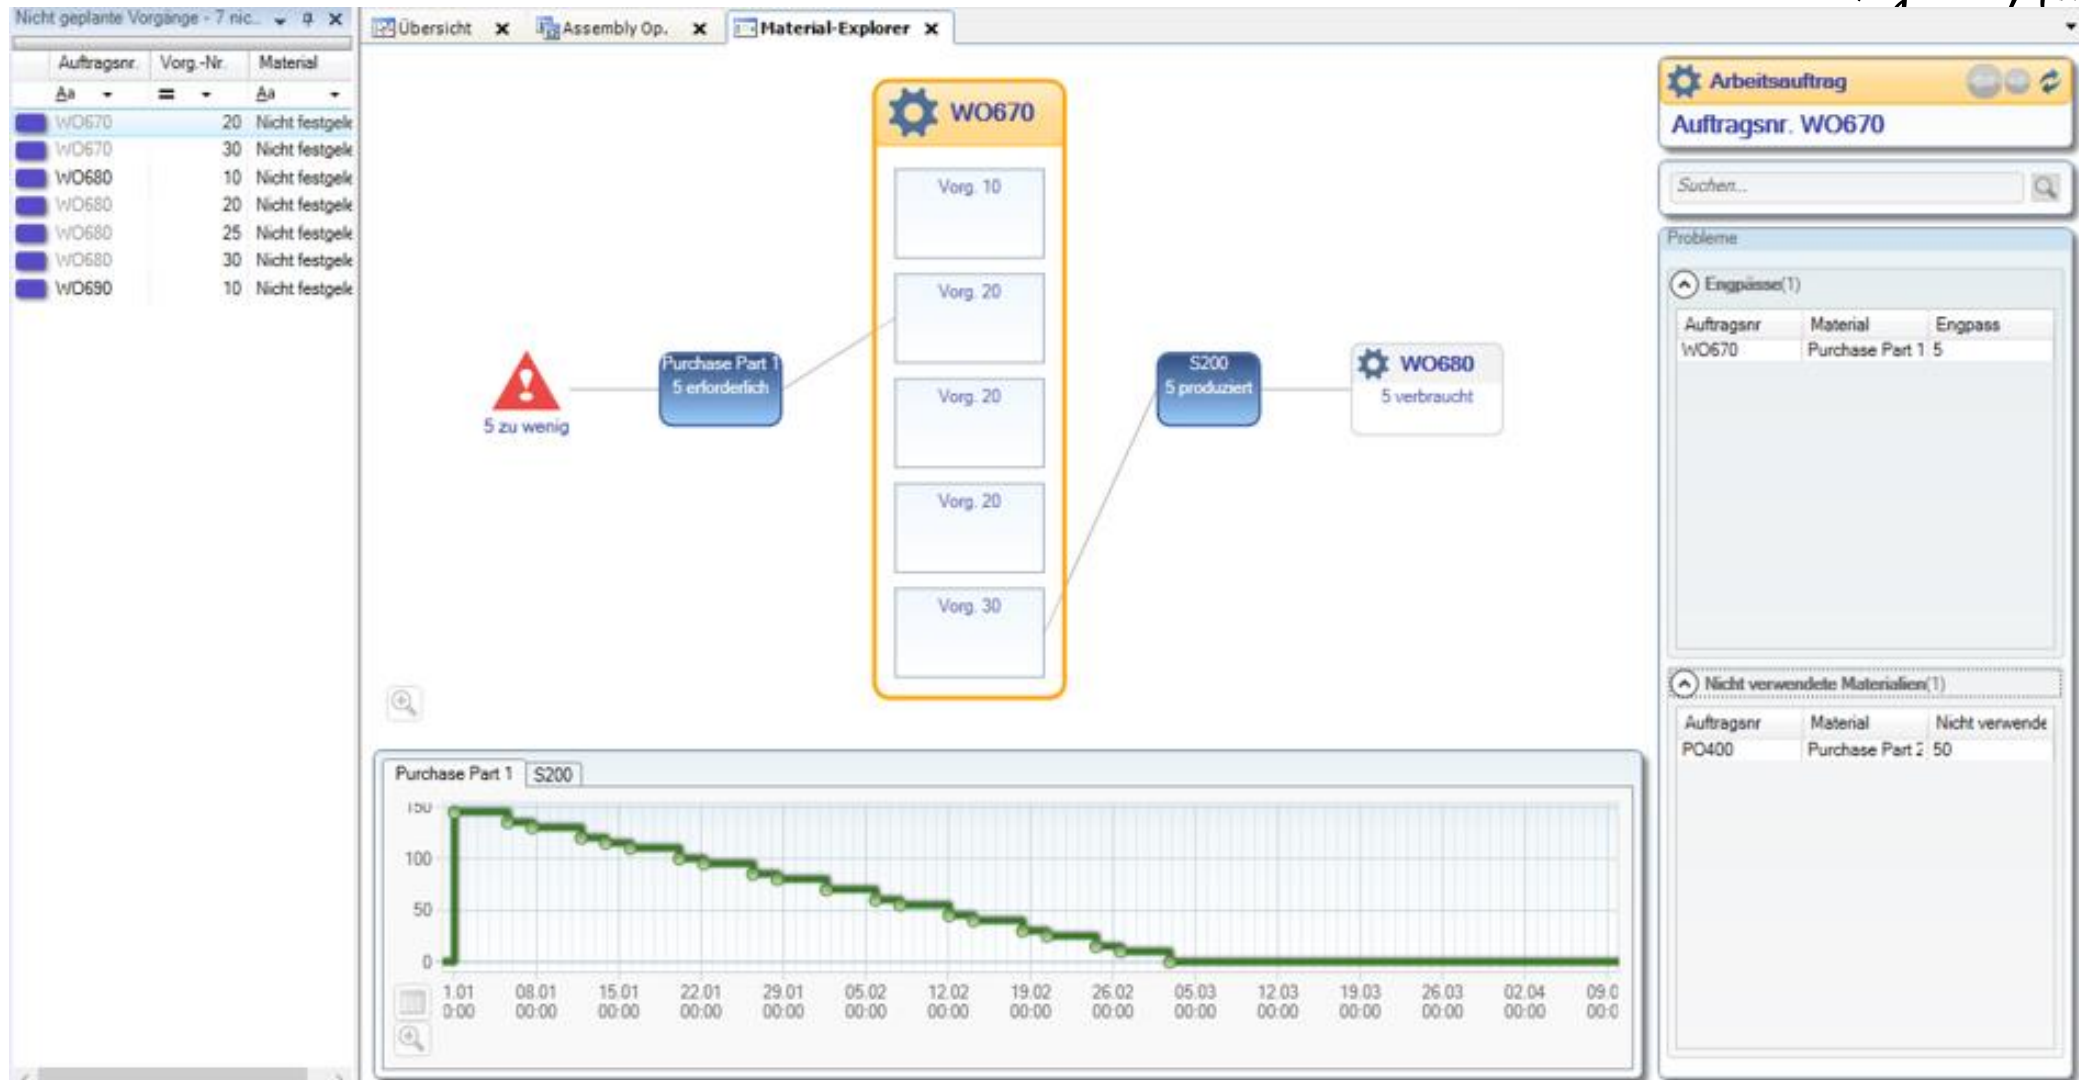 Nicht geplante Vorgänge - 7 nic...
Auftragsnr. Vorg.-Nr. Material
Aa = Aa
WO670 20 Nicht festgele
WO670 30 Nicht festgele
WO680 10 Nicht festgele
WO680 20 Nicht festgele
WO680 25 Nicht festgele
WO680 30 Nicht festgele
WO690 10 Nicht festgele
Übersicht Assembly Op. Material-Explorer
WO670
Vorg. 10
Vorg. 20
Vorg. 20
Vorg. 20
Vorg. 30
5 zu wenig
Purchase Part 1
5 erforderlich
S200
5 produziert
WO680
5 verbraucht
Purchase Part 1 S200
150
100
50
0
1.01 08.01 15.01 22.01 29.01 05.02 12.02 19.02 26.02 05.03 12.03 19.03 26.03 02.04 09.0
0:00 00:00 00:00 00:00 00:00 00:00 00:00 00:00 00:00 00:00 00:00 00:00 00:00 00:00 00:0
Arbeitsauftrag
Auftragsnr. WO670
Suchen...
Probleme
Engpässe(1)
Auftragsnr Material Engpass
WO670 Purchase Part 1 5
Nicht verwendete Materialien(1)
Auftragsnr Material Nicht verwende
PO400 Purchase Part 2 50